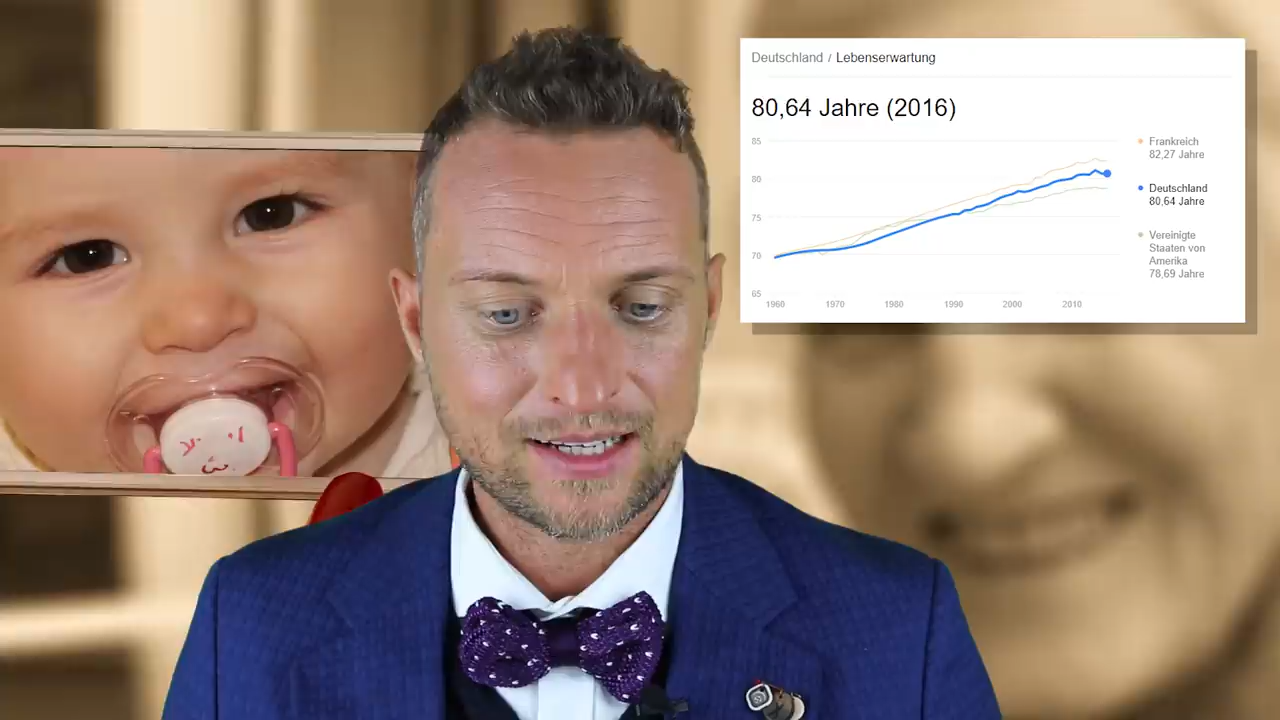 Deutschland / Lebenserwartung
80,64 Jahre (2016)
85
80
75
70
65
1960 1970 1980 1990 2000 2010
Frankreich
82,27 Jahre
Deutschland
80,64 Jahre
Vereinigte
Staaten von
Amerika
78,69 Jahre